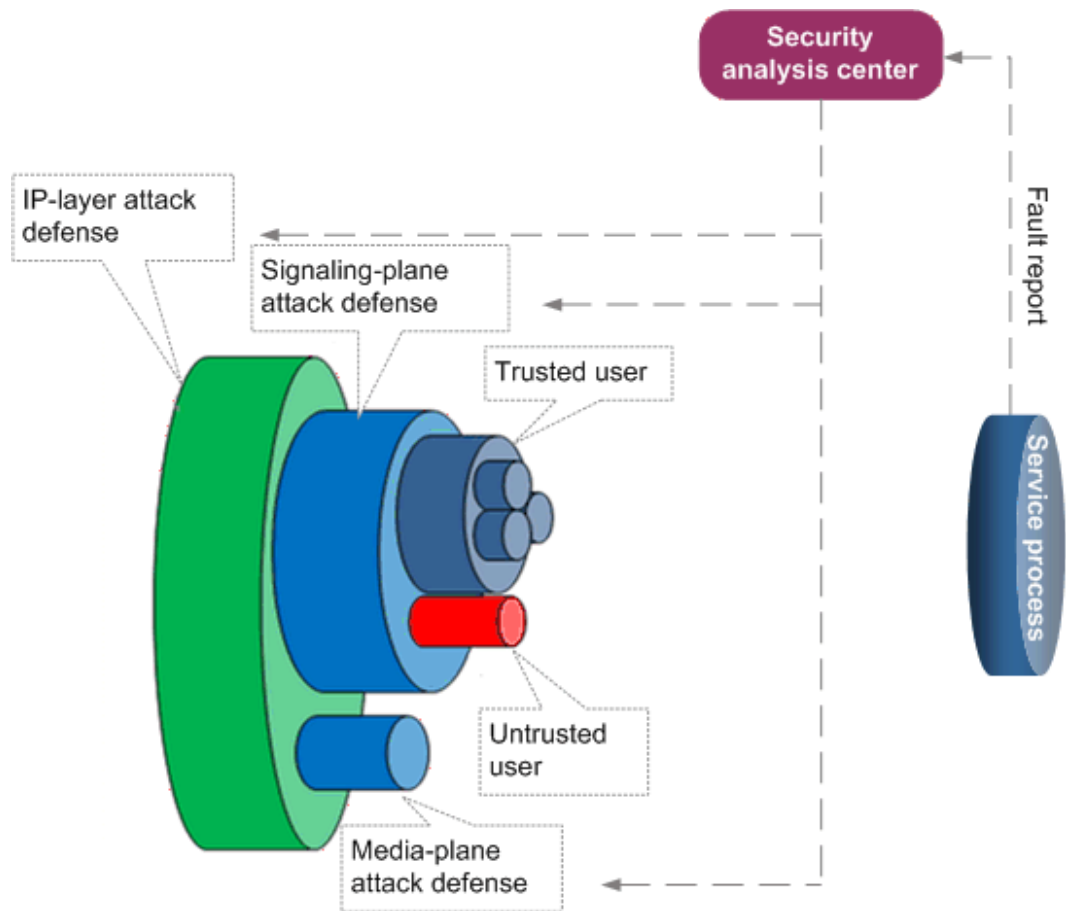 Security
analysis center
IP-layer attack
defense
Signaling-plane
attack defense
Trusted user
Fault report
Service process
Untrusted
user
Media-plane
attack defense